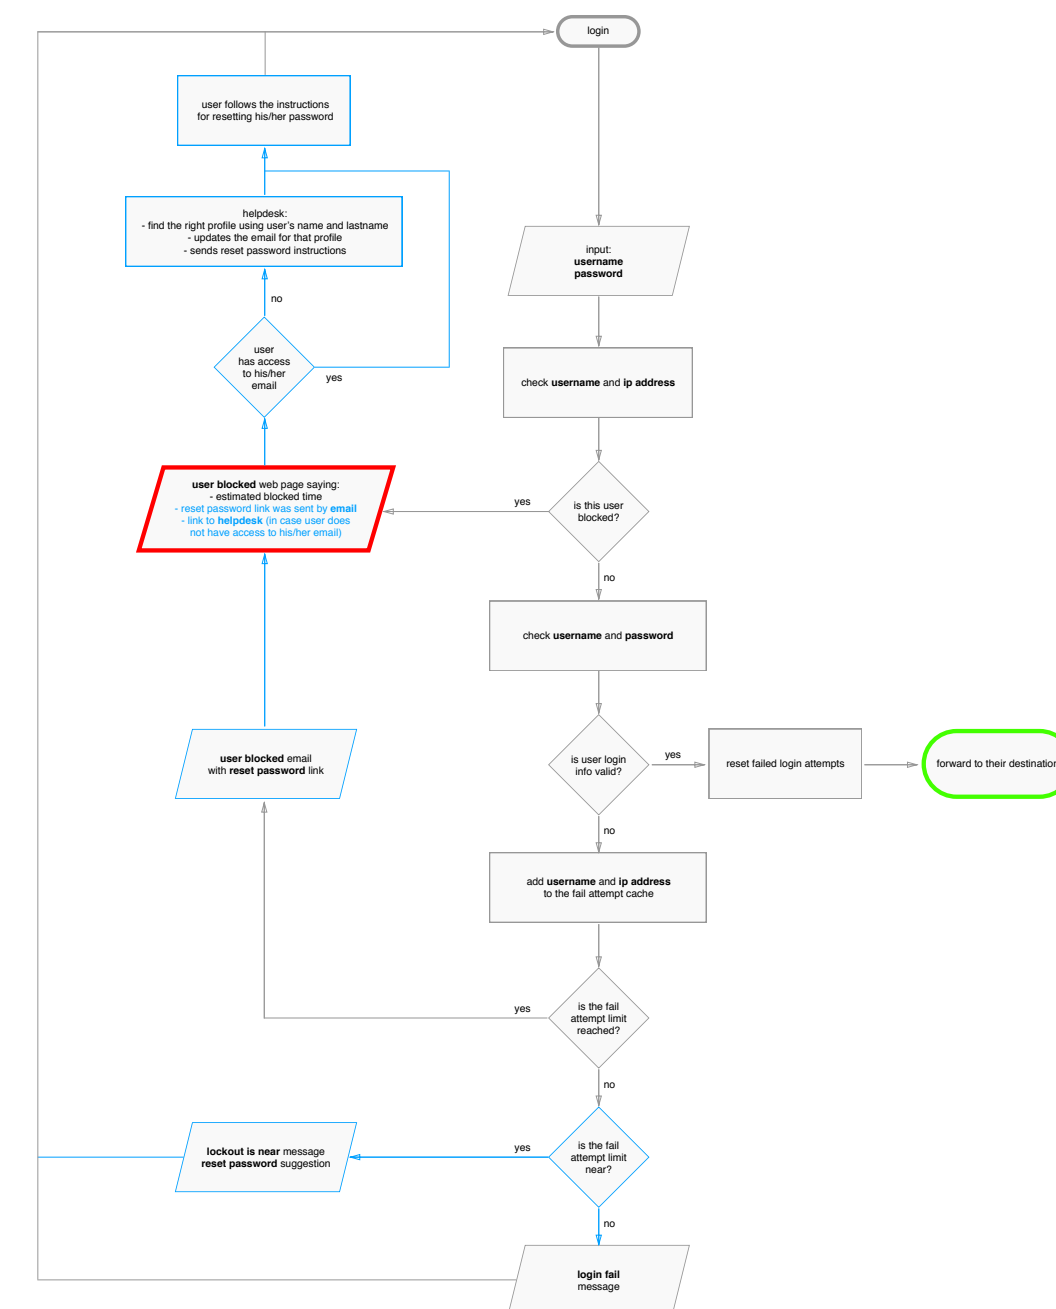 login
user follows the instructions
for resetting his/her password
helpdesk:
- find the right profile using user's name and lastname
- updates the email for that profile
- sends reset password instructions
input:
username
password
no
user
has access
to his/her
email
yes
check username and ip address
user blocked web page saying:
- estimated blocked time
- reset password link was sent by email
- link to helpdesk (in case user does
not have access to his/her email)
yes
is this user
blocked?
no
check username and password
user blocked email
with reset password link
is user login
info valid?
yes
reset failed login attempts
forward to their destination
no
add username and ip address
to the fail attempt cache
yes
is the fail
attempt limit
reached?
no
lockout is near message
reset password suggestion
yes
is the fail
attempt limit
near?
no
login fail
message